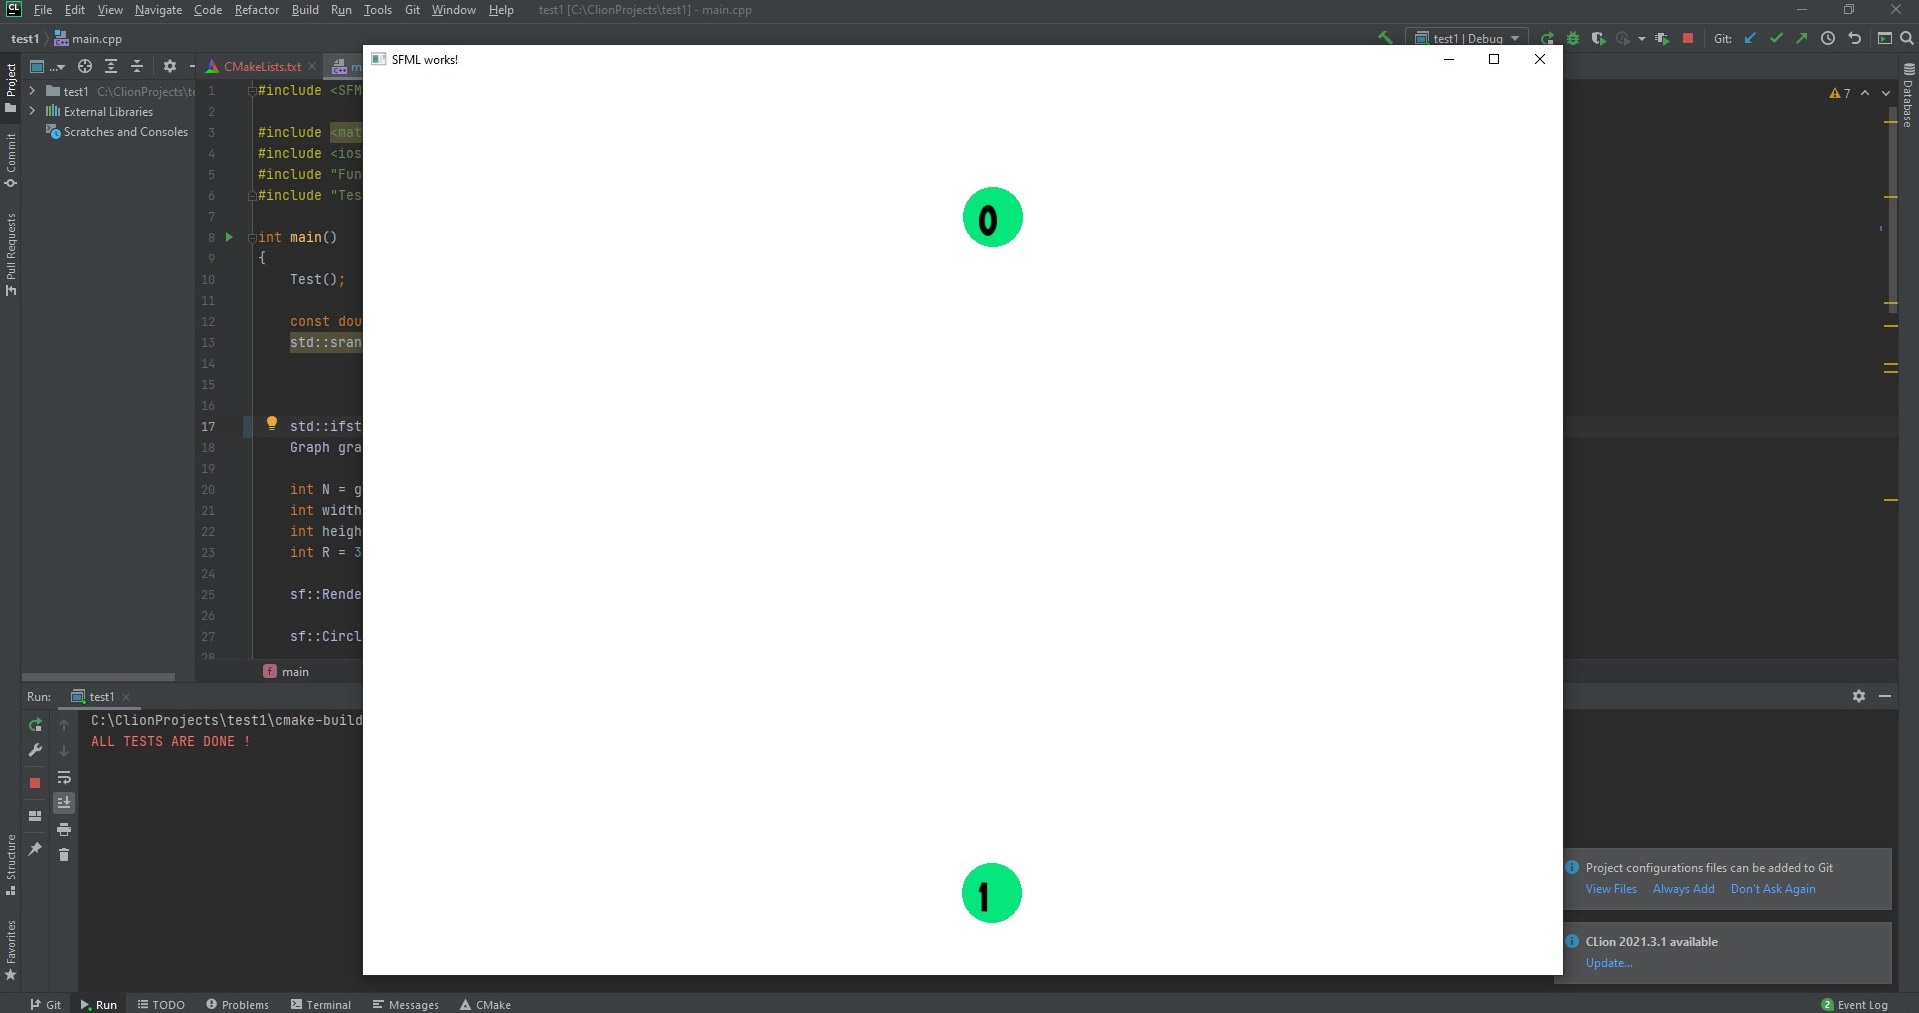 CL File Edit View Navigate Code Refactor Build Run Tools Git Window Help test1 [C:\ClionProjects\test1] - main.cpp
test1 main.cpp test1 | Debug Git:
Project
Commit
Pull Requests
Structure
Favorites
... CMakeLists.txt m
test1 C:\ClionProjects\te
External Libraries
Scratches and Consoles
1 #include <SFM
2
3 #include <mat
4 #include <ios
5 #include "Fun
6 #include "Tes
7
8 int main()
9 {
10 Test();
11
12 const dou
13 std::sran
14
15
16
17 std::ifst
18 Graph gra
19
20 int N = g
21 int width
22 int heigh
23 int R = 3
24
25 sf::Rende
26
27 sf::Circl
28
f main
SFML works!
0
1
7
Database
Run: test1
C:\ClionProjects\test1\cmake-build
ALL TESTS ARE DONE !
Project configurations files can be added to Git
View Files Always Add Don't Ask Again
CLion 2021.3.1 available
Update...
Git Run TODO Problems Terminal Messages CMake 2 Event Log